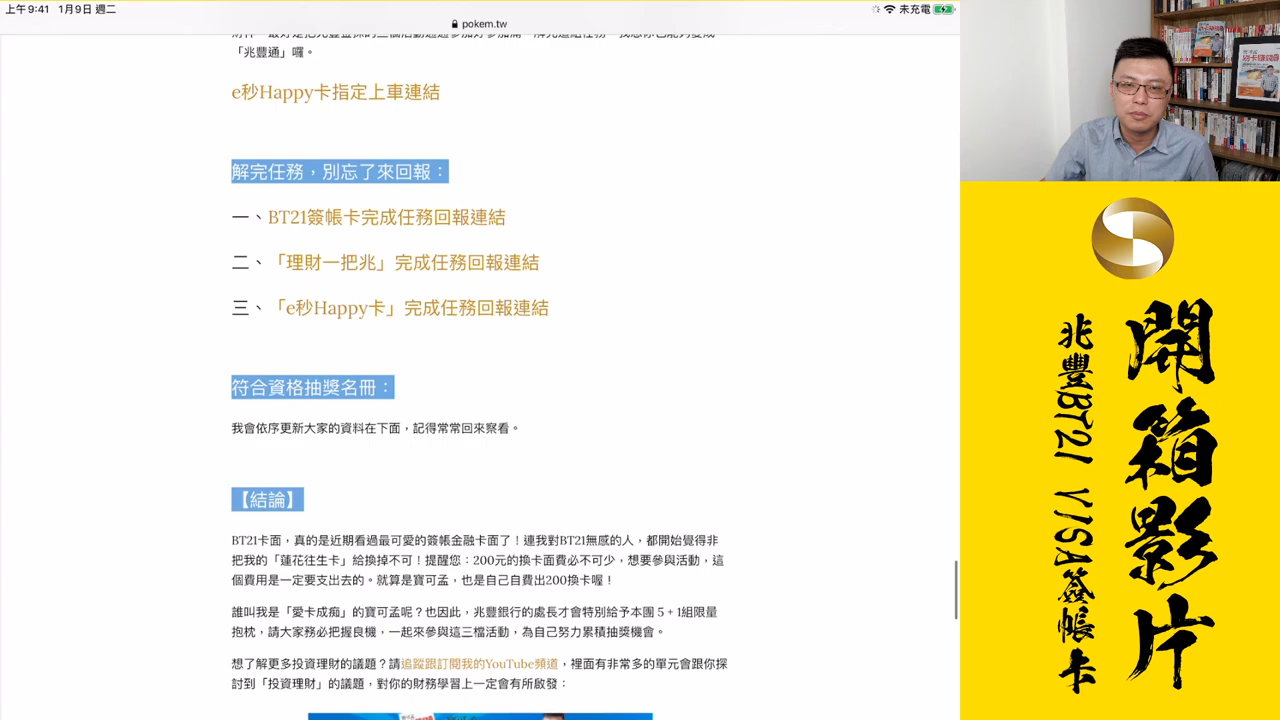 上午9:41 1月9日 週二
未充電
pokem.tw
「兆豐通」囉。
e秒Happy卡指定上車連結
解完任務，別忘了來回報：
一、BT21簽帳卡完成任務回報連結
二、「理財一把兆」完成任務回報連結
三、「e秒Happy卡」完成任務回報連結
符合資格抽獎名冊：
我會依序更新大家的資料在下面，記得常常回來察看。
【結論】
BT21卡面，真的是近期看過最可愛的簽帳金融卡面了！連我對BT21無感的人，都開始覺得非
把我的「蓮花往生卡」給換掉不可！提醒您：200元的換卡面費必不可少，想要參與活動，這
個費用是一定要支出去的。就算是寶可孟，也是自己自費出200換卡喔！
誰叫我是「愛卡成痴」的寶可孟呢？也因此，兆豐銀行的處長才會特別給予本團 5 + 1組限量
抱枕，請大家務必把握良機，一起來參與這三檔活動，為自己努力累積抽獎機會。
想了解更多投資理財的議題？請追蹤跟訂閱我的YouTube頻道，裡面有非常多的單元會跟你探
討到「投資理財」的議題，對你的財務學習上一定會有所啟發：
開箱影片
兆豐BT21 VISA簽帳卡